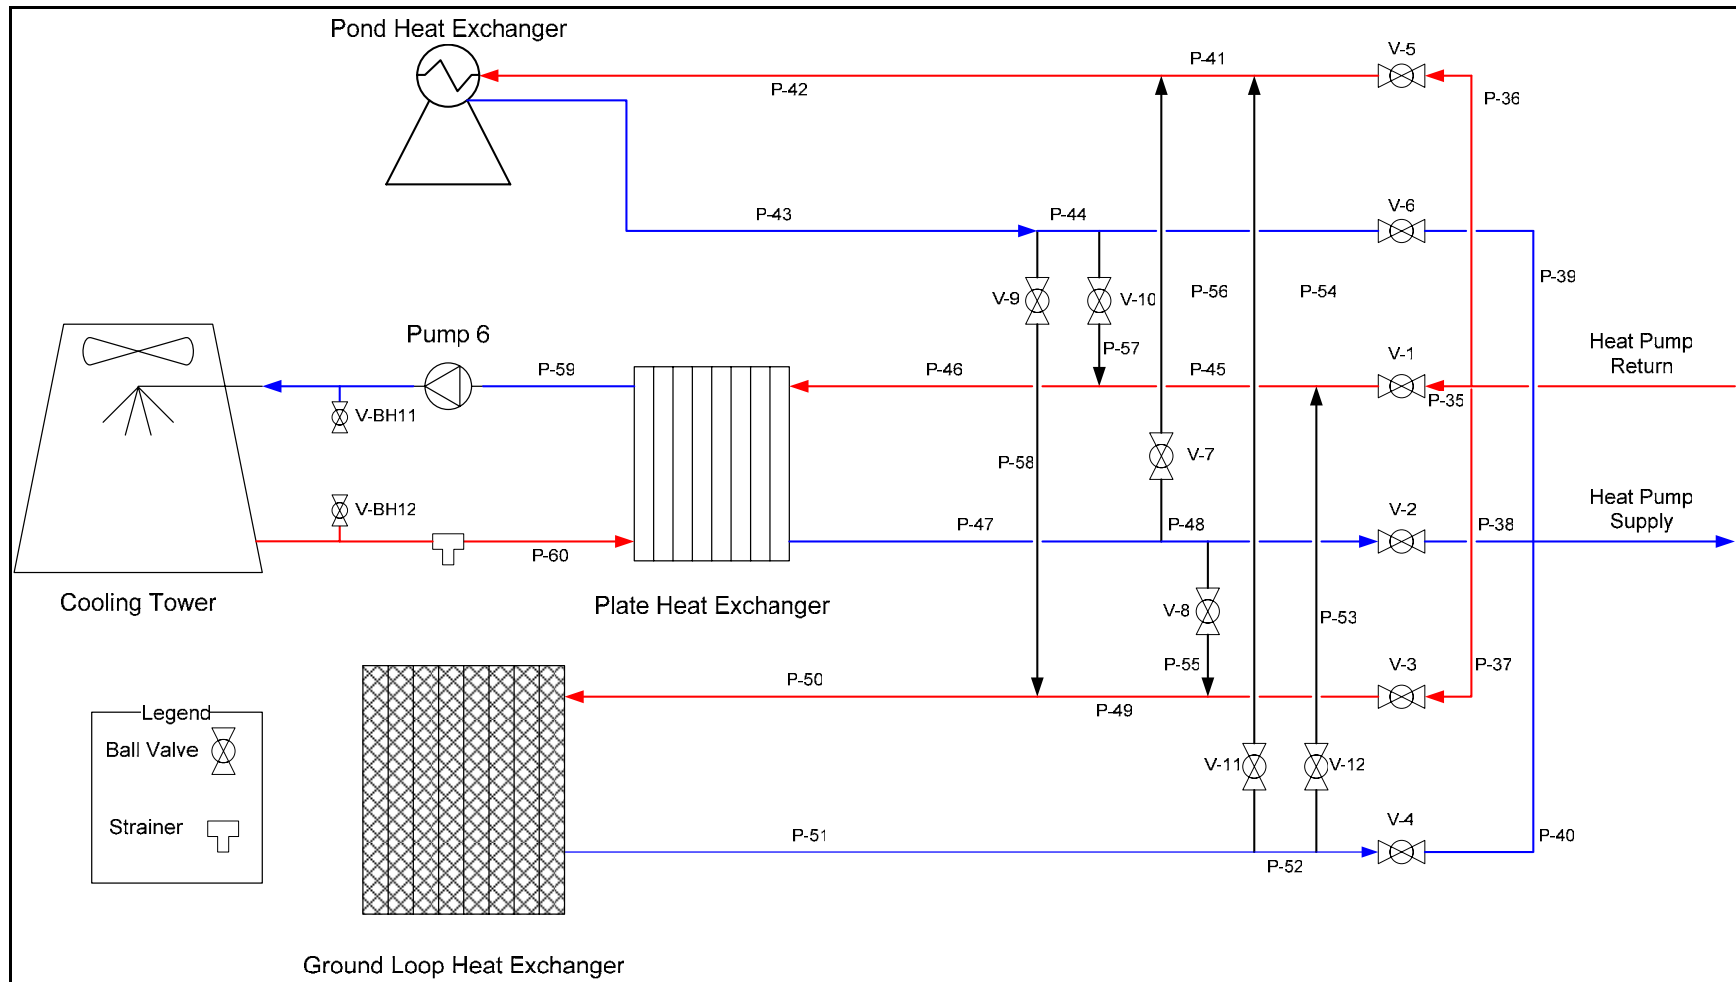 Pond Heat Exchanger
V-5
P-41
P-42
P-36
V-6
P-43
P-44
P-39
V-9
V-10
P-56
P-54
Pump 6
P-57
Heat Pump
Return
V-1
P-59
P-46
P-45
P-35
V-BH11
V-7
P-58
V-BH12
Heat Pump
Supply
V-2
P-47
P-48
P-38
P-60
Cooling Tower
Plate Heat Exchanger
V-8
P-53
P-55
V-3
P-37
P-50
P-49
Legend
Ball Valve
V-11
V-12
Strainer
P-51
V-4
P-40
P-52
Ground Loop Heat Exchanger